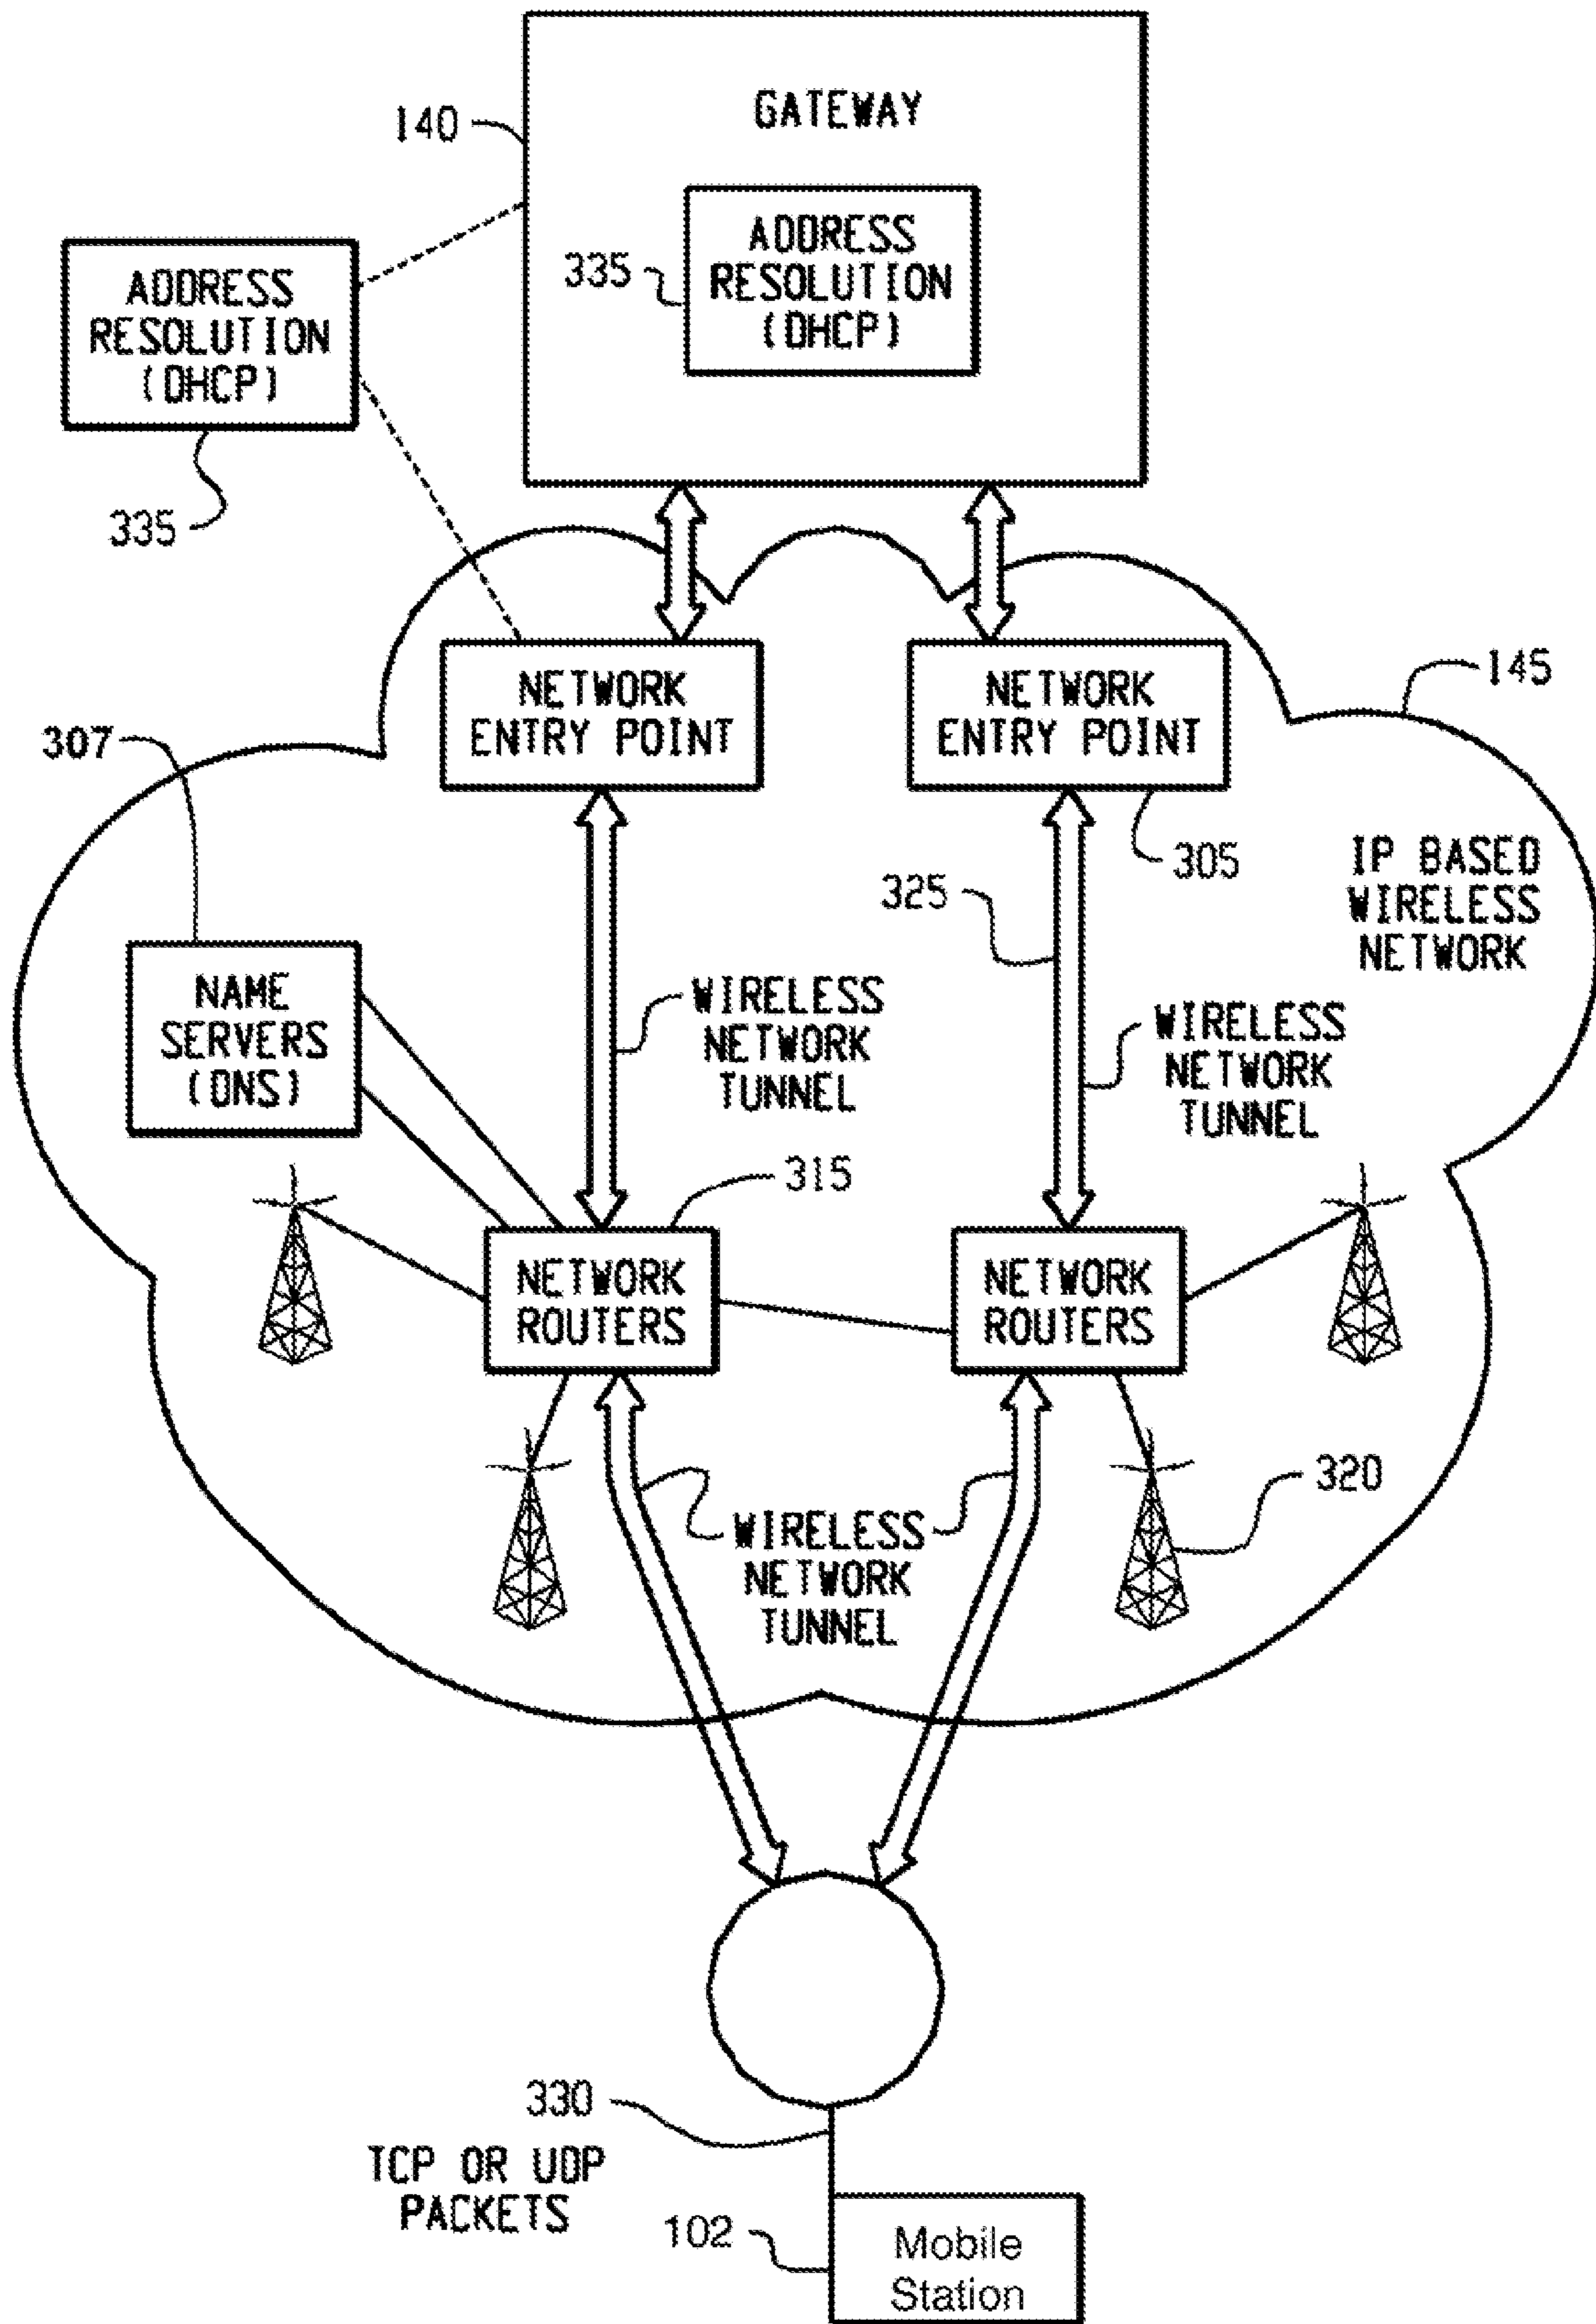 GATEWAY
140
ADDRESS
RESOLUTION
(DHCP)
335
ADDRESS
RESOLUTION
(DHCP)
335
NETWORK
ENTRY POINT
NETWORK
ENTRY POINT
145
307
305
325
IP BASED
WIRELESS
NETWORK
NAME
SERVERS
(DNS)
WIRELESS
NETWORK
TUNNEL
WIRELESS
NETWORK
TUNNEL
315
NETWORK
ROUTERS
NETWORK
ROUTERS
320
WIRELESS
NETWORK
TUNNEL
330
TCP OR UDP
PACKETS
102
Mobile
Station